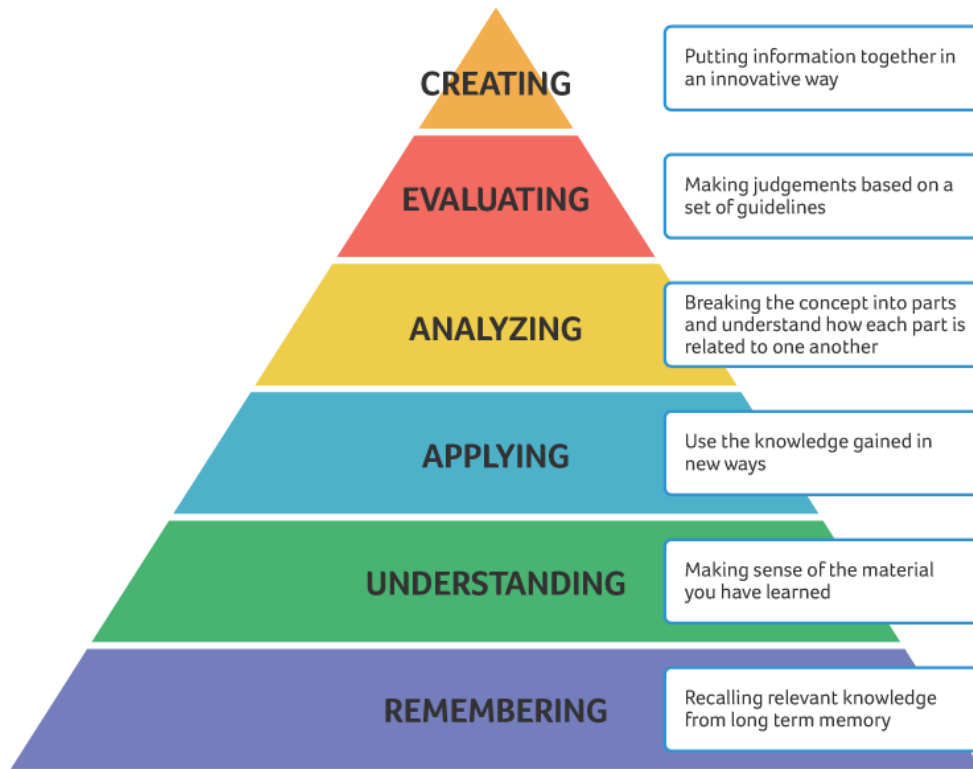 CREATING
Putting information together in
an innovative way
EVALUATING
Making judgements based on a
set of guidelines
ANALYZING
Breaking the concept into parts
and understand how each part is
related to one another
APPLYING
Use the knowledge gained in
new ways
UNDERSTANDING
Making sense of the material
you have learned
REMEMBERING
Recalling relevant knowledge
from long term memory